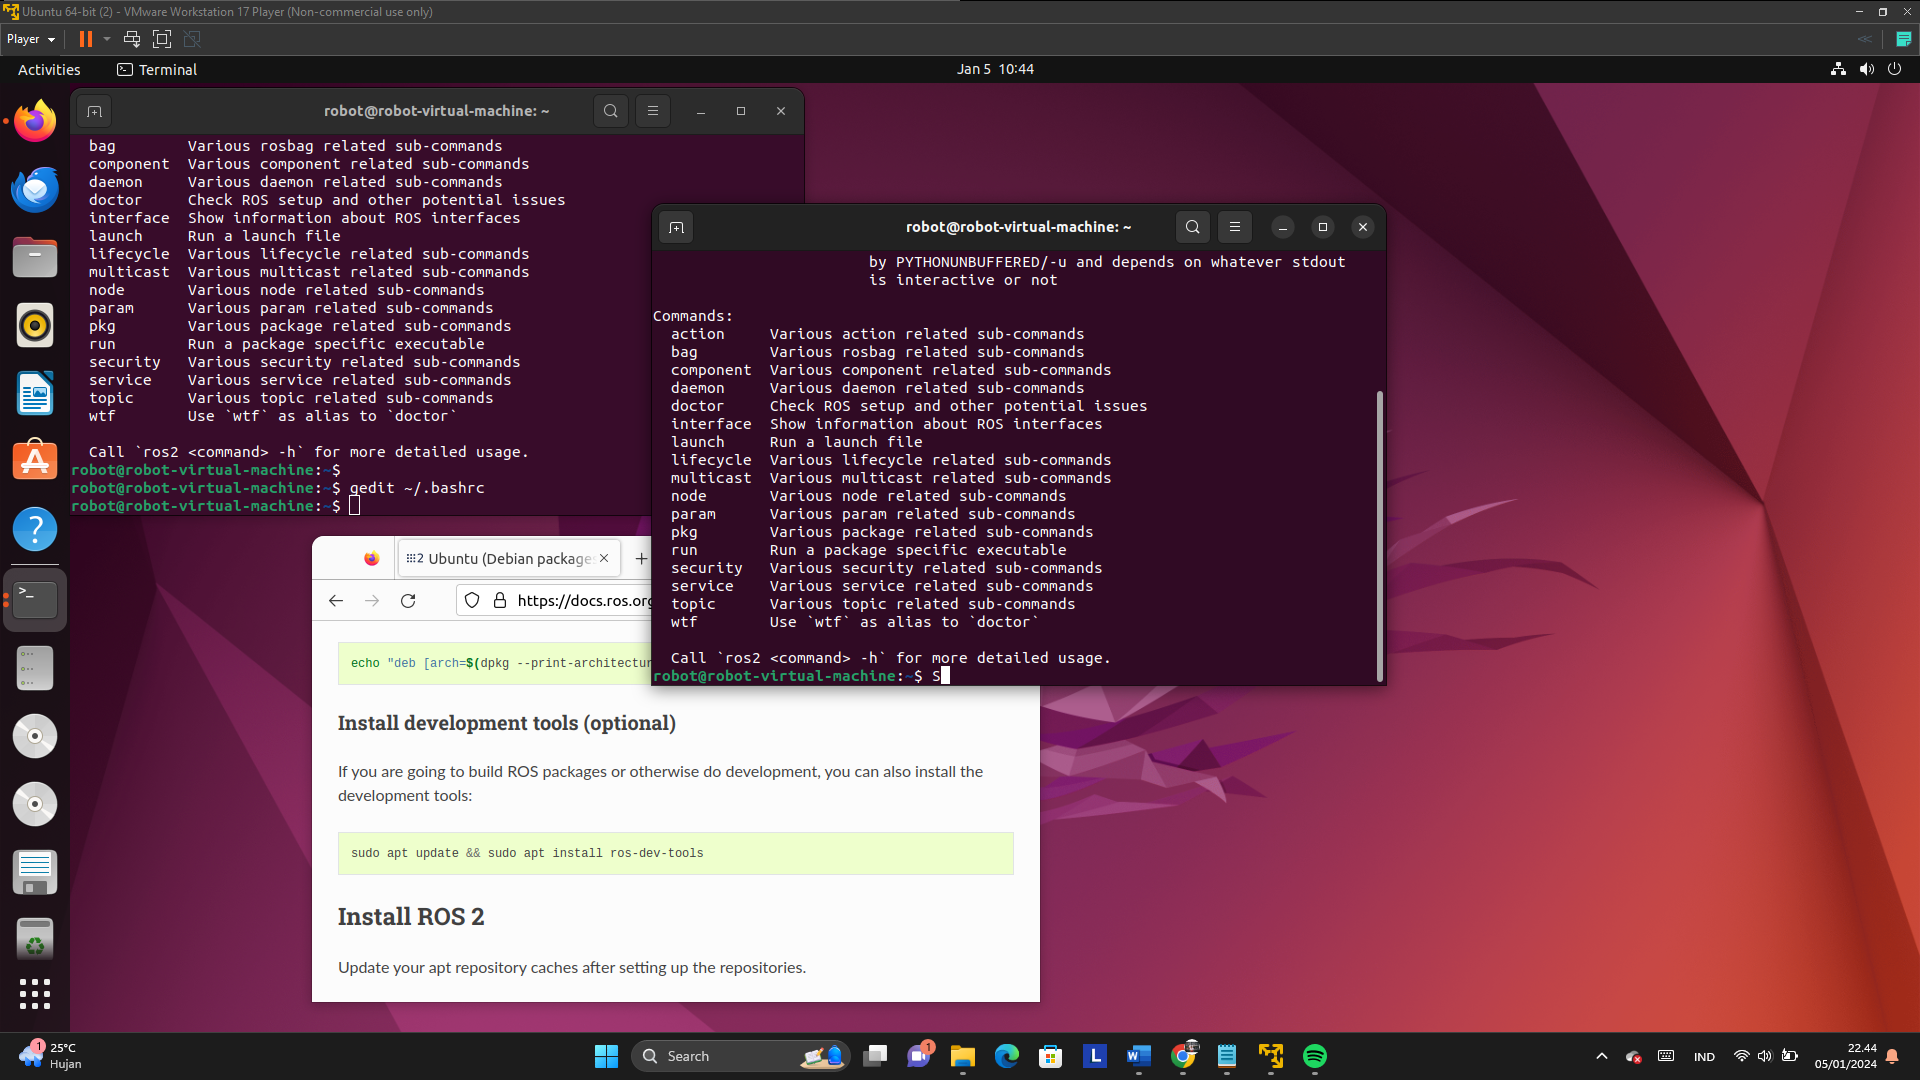 Ubuntu 64-bit (2) - VMware Workstation 17 Player (Non-commercial use only)
Player
Activities
Terminal
Jan 5 10:44
robot@robot-virtual-machine: ~
bag Various rosbag related sub-commands
component Various component related sub-commands
daemon Various daemon related sub-commands
doctor Check ROS setup and other potential issues
interface Show information about ROS interfaces
launch Run a launch file
lifecycle Various lifecycle related sub-commands
multicast Various multicast related sub-commands
node Various node related sub-commands
param Various param related sub-commands
pkg Various package related sub-commands
run Run a package specific executable
security Various security related sub-commands
service Various service related sub-commands
topic Various topic related sub-commands
wtf Use `wtf` as alias to `doctor`
Call `ros2 <command> -h` for more detailed usage.
robot@robot-virtual-machine:~$
robot@robot-virtual-machine:~$ gedit ~/.bashrc
robot@robot-virtual-machine:~$
robot@robot-virtual-machine: ~
by PYTHONUNBUFFERED/-u and depends on whatever stdout
is interactive or not
Commands:
action Various action related sub-commands
bag Various rosbag related sub-commands
component Various component related sub-commands
daemon Various daemon related sub-commands
doctor Check ROS setup and other potential issues
interface Show information about ROS interfaces
launch Run a launch file
lifecycle Various lifecycle related sub-commands
multicast Various multicast related sub-commands
node Various node related sub-commands
param Various param related sub-commands
pkg Various package related sub-commands
run Run a package specific executable
security Various security related sub-commands
service Various service related sub-commands
topic Various topic related sub-commands
wtf Use `wtf` as alias to `doctor`
Call `ros2 <command> -h` for more detailed usage.
robot@robot-virtual-machine:~$ S
2 Ubuntu (Debian package
https://docs.ros.org
echo "deb [arch=$(dpkg --print-architectur
Install development tools (optional)
If you are going to build ROS packages or otherwise do development, you can also install the
development tools:
sudo apt update && sudo apt install ros-dev-tools
Install ROS 2
Update your apt repository caches after setting up the repositories.
1
25°C
Hujan
Search
1
L
W
IND
22.44
05/01/2024